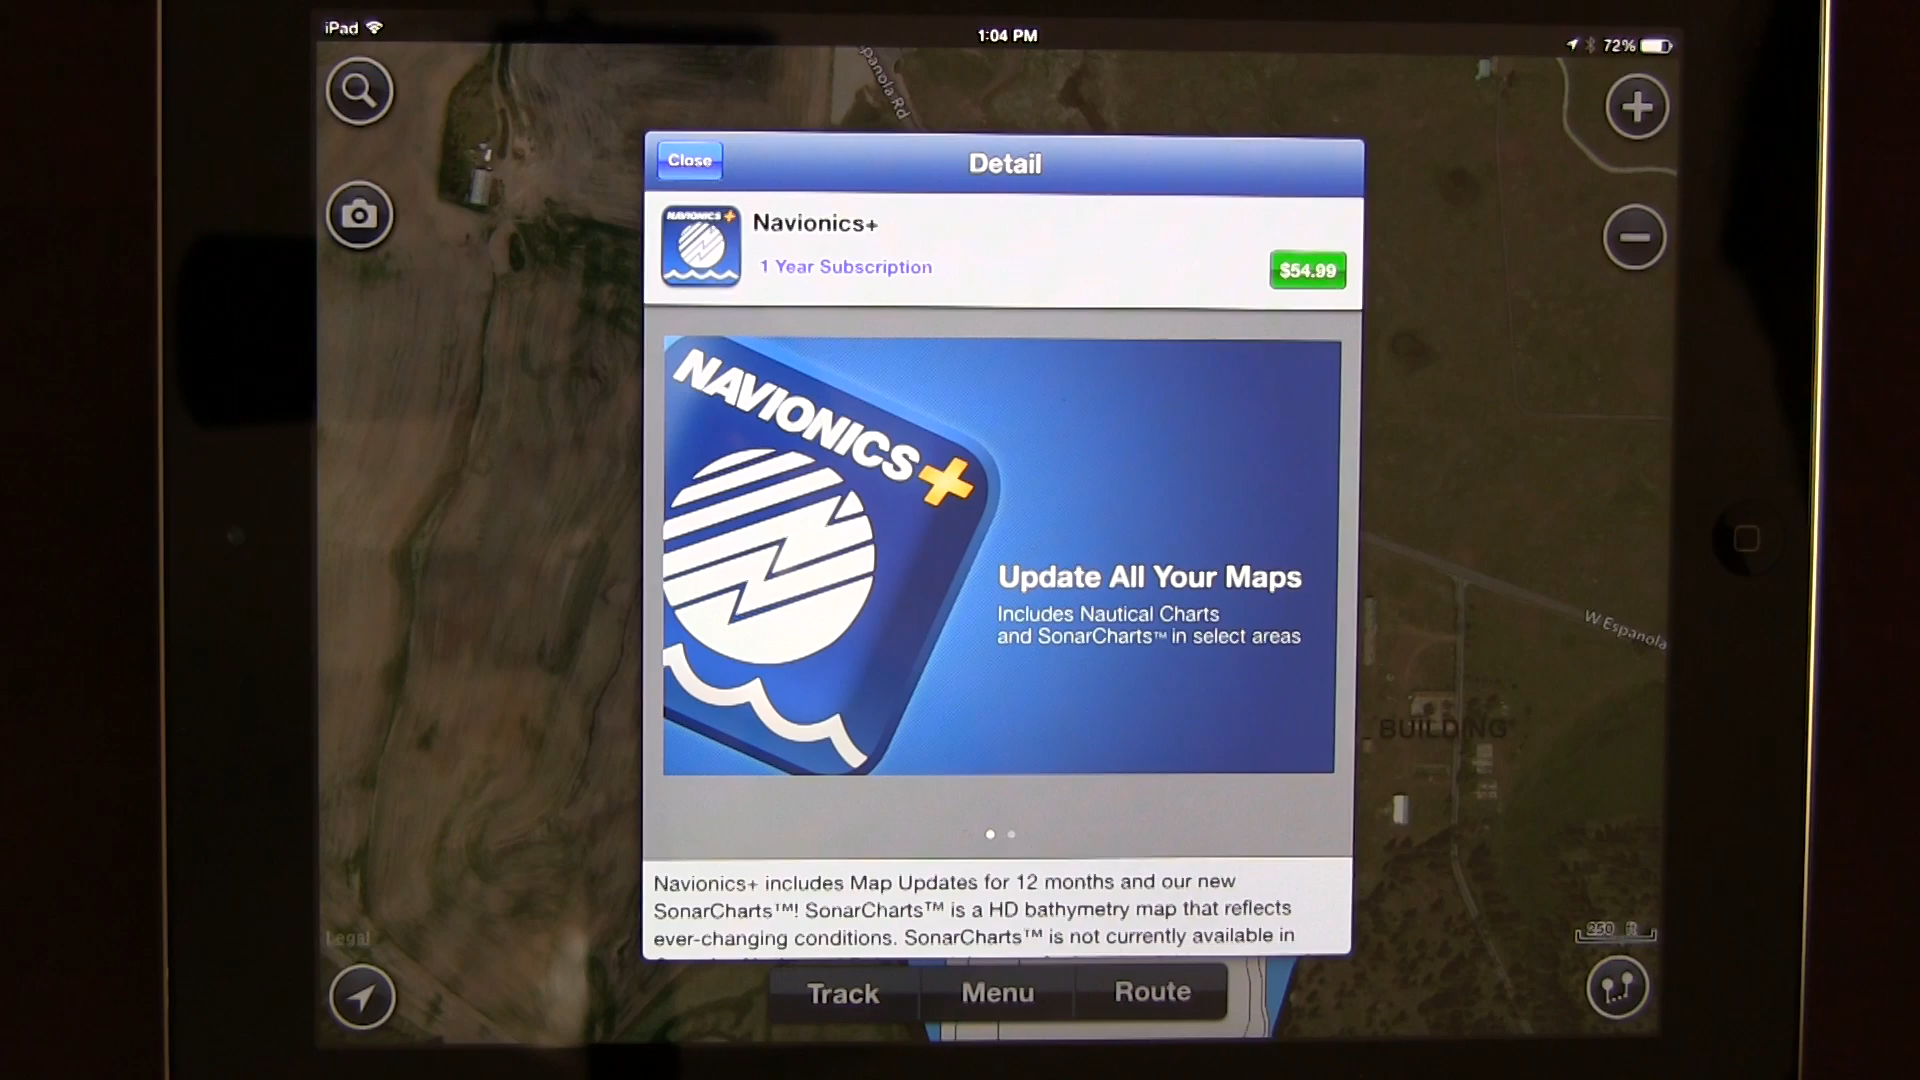 iPad
1:04 PM
72%
panola Rd
Close
Detail
NAVIONICS+
Navionics+
1 Year Subscription
$54.99
NAVIONICS+
Update All Your Maps
Includes Nautical Charts
and SonarCharts™ in select areas
W Espanola
BUILDING
Navionics+ includes Map Updates for 12 months and our new
SonarCharts™! SonarCharts™ is a HD bathymetry map that reflects
ever-changing conditions. SonarCharts™ is not currently available in
Legal
250 ft
Track
Menu
Route